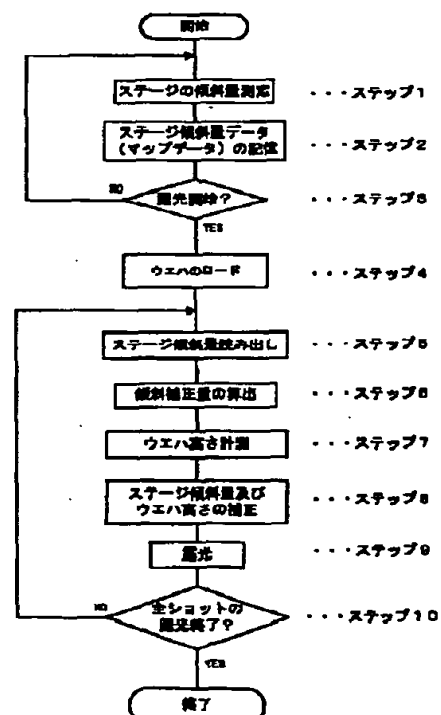 開始
ステージの傾斜量測定
・・・ステップ1
ステージ傾斜量データ
(マップデータ)の記憶
・・・ステップ2
NO
露光開始?
・・・ステップ3
YES
ウエハのロード
・・・ステップ4
ステージ傾斜量読み出し
・・・ステップ5
傾斜補正量の算出
・・・ステップ6
ウエハ高さ計測
・・・ステップ7
ステージ傾斜量及び
ウエハ高さの補正
・・・ステップ8
露光
・・・ステップ9
NO
全ショットの
露光終了?
・・・ステップ10
YES
終了